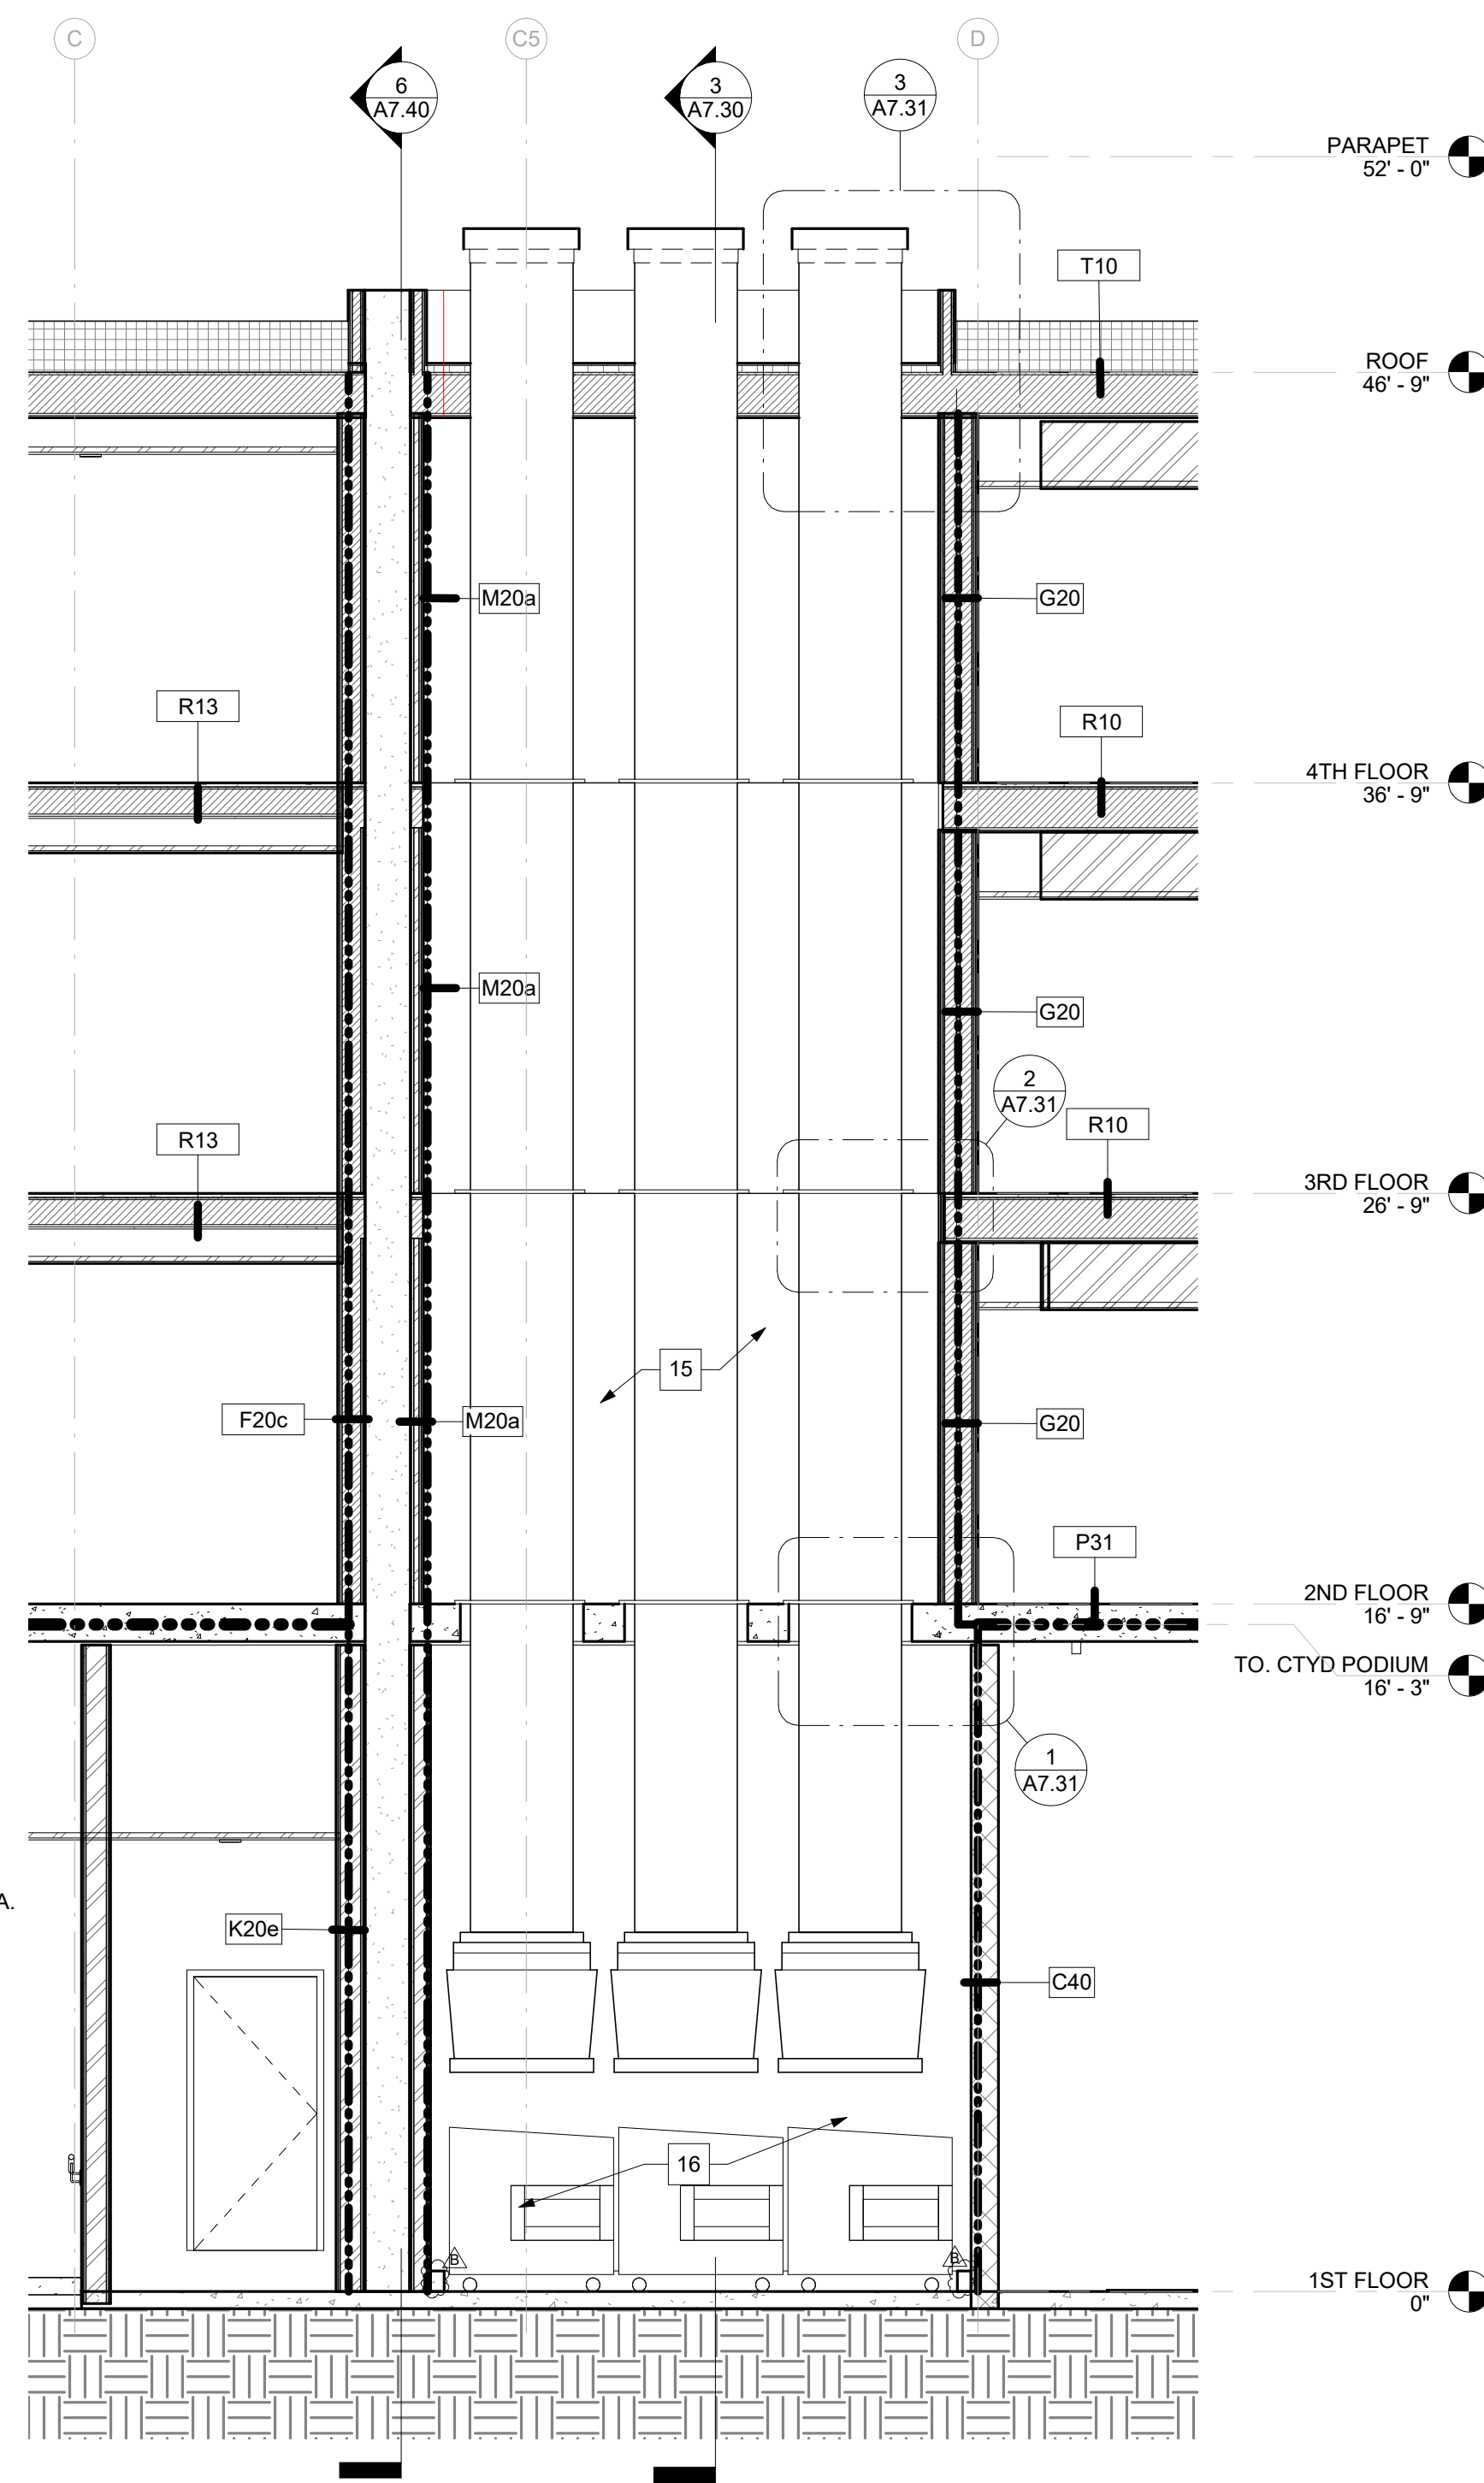 C
C5
D
6
A7.40
3
A7.30
3
A7.31
PARAPET
52' - 0"
T10
ROOF
46' - 9"
M20a
G20
R13
R10
4TH FLOOR
36' - 9"
M20a
G20
2
A7.31
R13
R10
3RD FLOOR
26' - 9"
15
F20c
M20a
G20
P31
2ND FLOOR
16' - 9"
TO. CTYD PODIUM
16' - 3"
1
A7.31
A.
K20e
C40
16
B
B
1ST FLOOR
0"